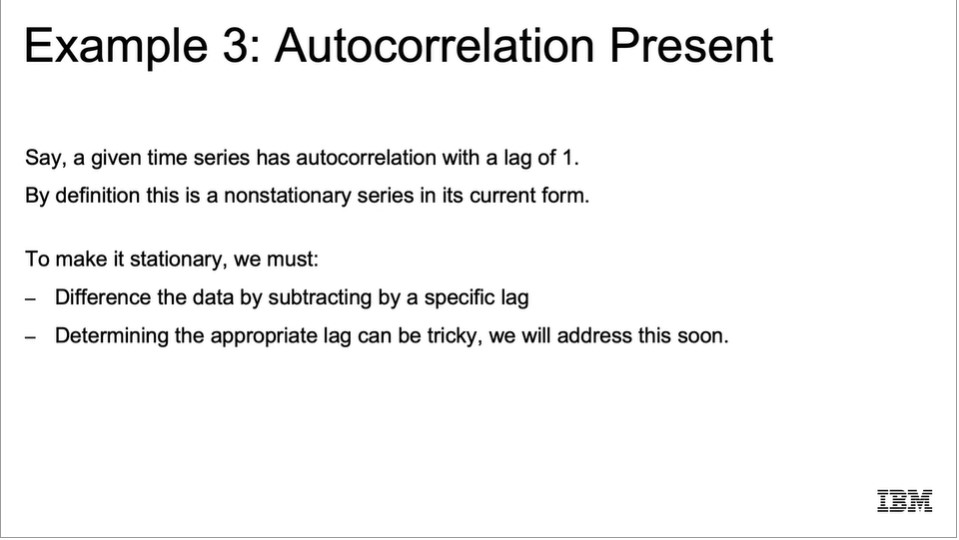 Example 3: Autocorrelation Present
Say, a given time series has autocorrelation with a lag of 1.
By definition this is a nonstationary series in its current form.
To make it stationary, we must:
– Difference the data by subtracting by a specific lag
– Determining the appropriate lag can be tricky, we will address this soon.
IBM